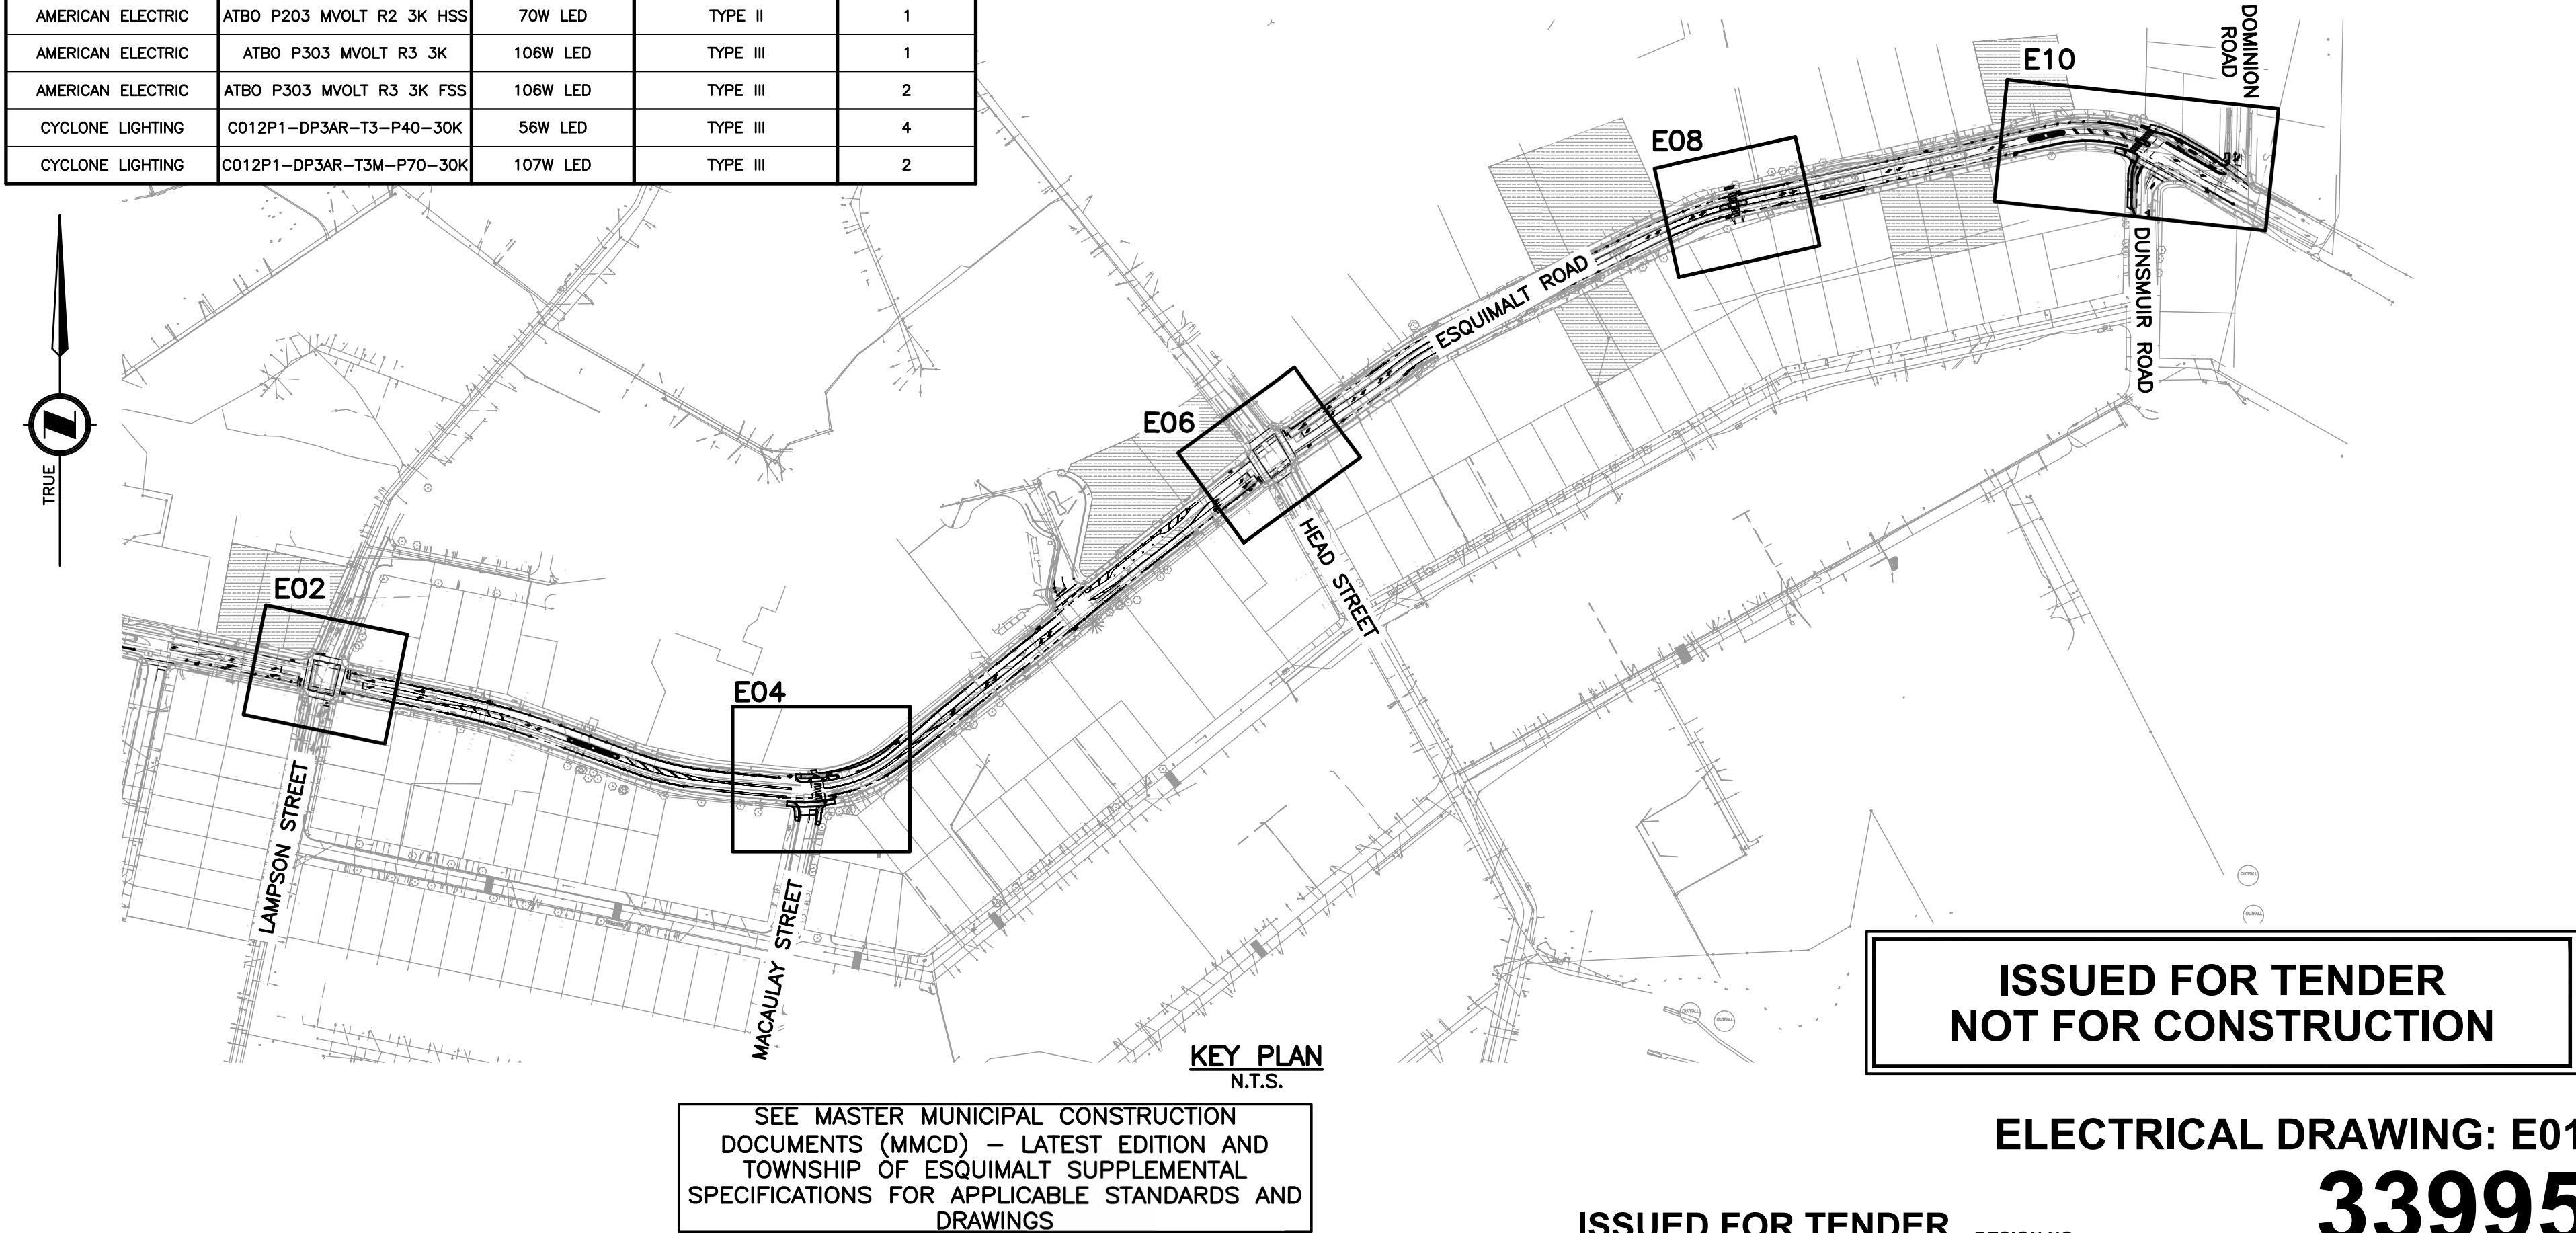 AMERICAN ELECTRIC ATBO P203 MVOLT R2 3K HSS 70W LED TYPE II 1
AMERICAN ELECTRIC ATBO P303 MVOLT R3 3K 106W LED TYPE III 1
AMERICAN ELECTRIC ATBO P303 MVOLT R3 3K FSS 106W LED TYPE III 2
CYCLONE LIGHTING C012P1-DP3AR-T3-P40-30K 56W LED TYPE III 4
CYCLONE LIGHTING C012P1-DP3AR-T3M-P70-30K 107W LED TYPE III 2
DOMINION
ROAD
E10
E08
DUNSMUIR ROAD
ESQUIMALT ROAD
E06
TRUE
HEAD STREET
E02
E04
LAMPSON STREET
MACAULAY STREET
OUTFALL
OUTFALL
OUTFALL
OUTFALL
ISSUED FOR TENDER
NOT FOR CONSTRUCTION
KEY PLAN
N.T.S.
SEE MASTER MUNICIPAL CONSTRUCTION
DOCUMENTS (MMCD) – LATEST EDITION AND
TOWNSHIP OF ESQUIMALT SUPPLEMENTAL
SPECIFICATIONS FOR APPLICABLE STANDARDS AND
DRAWINGS
ELECTRICAL DRAWING: E01
33995
ISSUED FOR TENDER